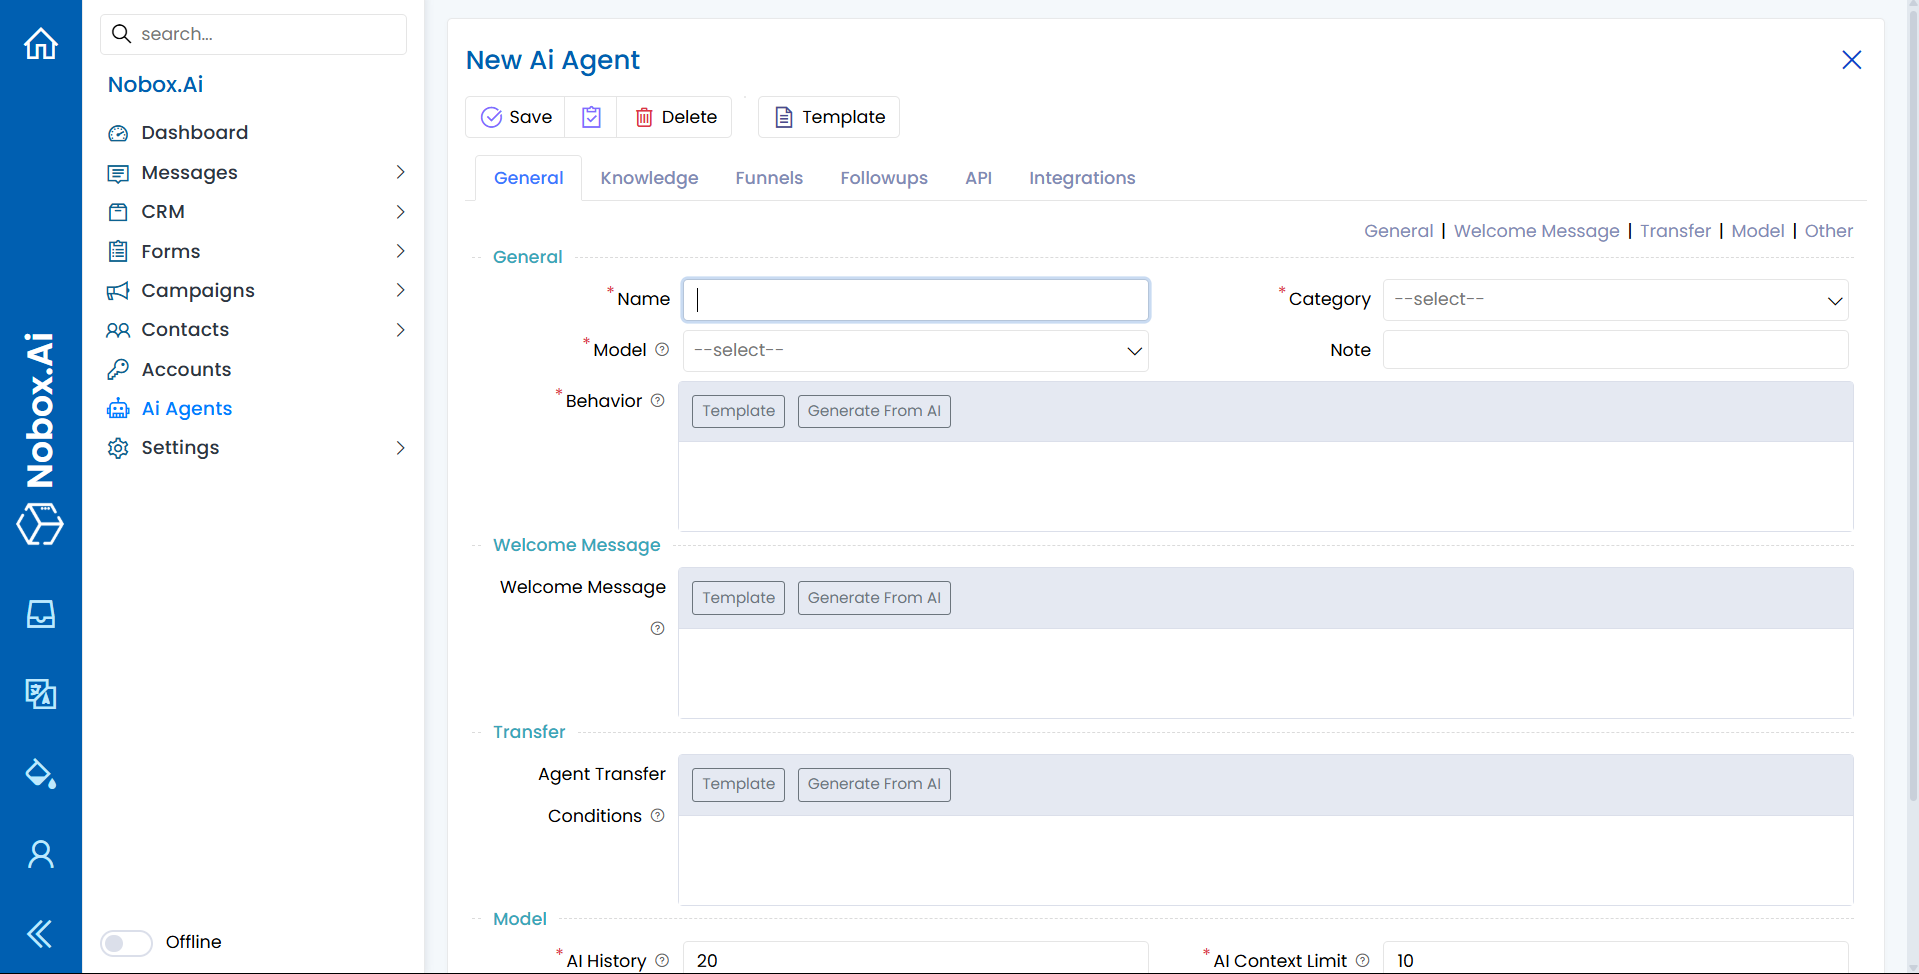 Nobox.Ai
search...
Nobox.Ai
Dashboard
Messages
CRM
Forms
Campaigns
Contacts
Accounts
Ai Agents
Settings
Offline
New Ai Agent
Save
Delete
Template
General
Knowledge
Funnels
Followups
API
Integrations
General | Welcome Message | Transfer | Model | Other
General
* Name
* Category --select--
* Model --select--
Note
* Behavior
Template
Generate From AI
Welcome Message
Welcome Message
Template
Generate From AI
Transfer
Agent Transfer
Conditions
Template
Generate From AI
Model
* AI History 20
* AI Context Limit 10